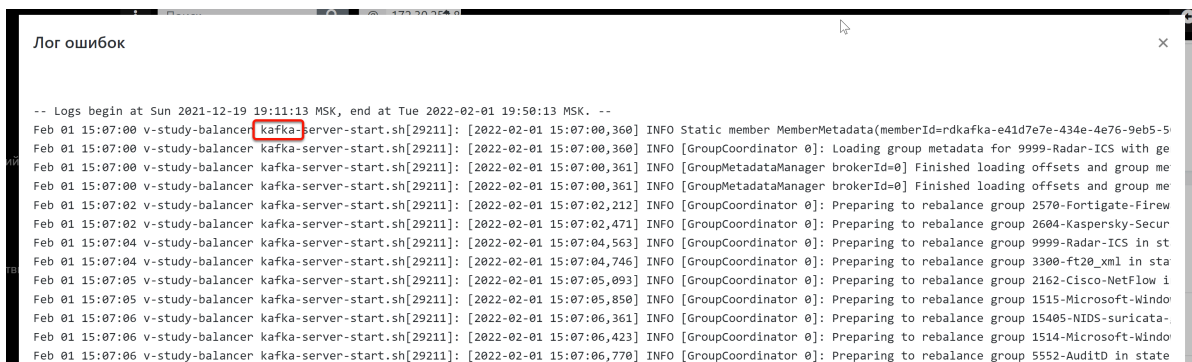 Лог ошибок
-- Logs begin at Sun 2021-12-19 19:11:13 MSK, end at Tue 2022-02-01 19:50:13 MSK. --
Feb 01 15:07:00 v-study-balancer kafka-server-start.sh[29211]: [2022-02-01 15:07:00,360] INFO Static member MemberMetadata(memberId=rdkafka-e41d7e7e-434e-4e76-9eb5-5
Feb 01 15:07:00 v-study-balancer kafka-server-start.sh[29211]: [2022-02-01 15:07:00,360] INFO [GroupCoordinator 0]: Loading group metadata for 9999-Radar-ICS with ge
Feb 01 15:07:00 v-study-balancer kafka-server-start.sh[29211]: [2022-02-01 15:07:00,361] INFO [GroupMetadataManager brokerId=0] Finished loading offsets and group me
Feb 01 15:07:00 v-study-balancer kafka-server-start.sh[29211]: [2022-02-01 15:07:00,361] INFO [GroupMetadataManager brokerId=0] Finished loading offsets and group me
Feb 01 15:07:02 v-study-balancer kafka-server-start.sh[29211]: [2022-02-01 15:07:02,212] INFO [GroupCoordinator 0]: Preparing to rebalance group 2570-Fortigate-Firew
Feb 01 15:07:02 v-study-balancer kafka-server-start.sh[29211]: [2022-02-01 15:07:02,471] INFO [GroupCoordinator 0]: Preparing to rebalance group 2604-Kaspersky-Secur
Feb 01 15:07:04 v-study-balancer kafka-server-start.sh[29211]: [2022-02-01 15:07:04,563] INFO [GroupCoordinator 0]: Preparing to rebalance group 9999-Radar-ICS in st
Feb 01 15:07:04 v-study-balancer kafka-server-start.sh[29211]: [2022-02-01 15:07:04,746] INFO [GroupCoordinator 0]: Preparing to rebalance group 3300-ft20_xml in sta
Feb 01 15:07:05 v-study-balancer kafka-server-start.sh[29211]: [2022-02-01 15:07:05,093] INFO [GroupCoordinator 0]: Preparing to rebalance group 2162-Cisco-NetFlow i
Feb 01 15:07:05 v-study-balancer kafka-server-start.sh[29211]: [2022-02-01 15:07:05,850] INFO [GroupCoordinator 0]: Preparing to rebalance group 1515-Microsoft-Windo
Feb 01 15:07:06 v-study-balancer kafka-server-start.sh[29211]: [2022-02-01 15:07:06,361] INFO [GroupCoordinator 0]: Preparing to rebalance group 15405-NIDS-suricata-
Feb 01 15:07:06 v-study-balancer kafka-server-start.sh[29211]: [2022-02-01 15:07:06,423] INFO [GroupCoordinator 0]: Preparing to rebalance group 1514-Microsoft-Windo
Feb 01 15:07:06 v-study-balancer kafka-server-start.sh[29211]: [2022-02-01 15:07:06,770] INFO [GroupCoordinator 0]: Preparing to rebalance group 5552-AuditD in state